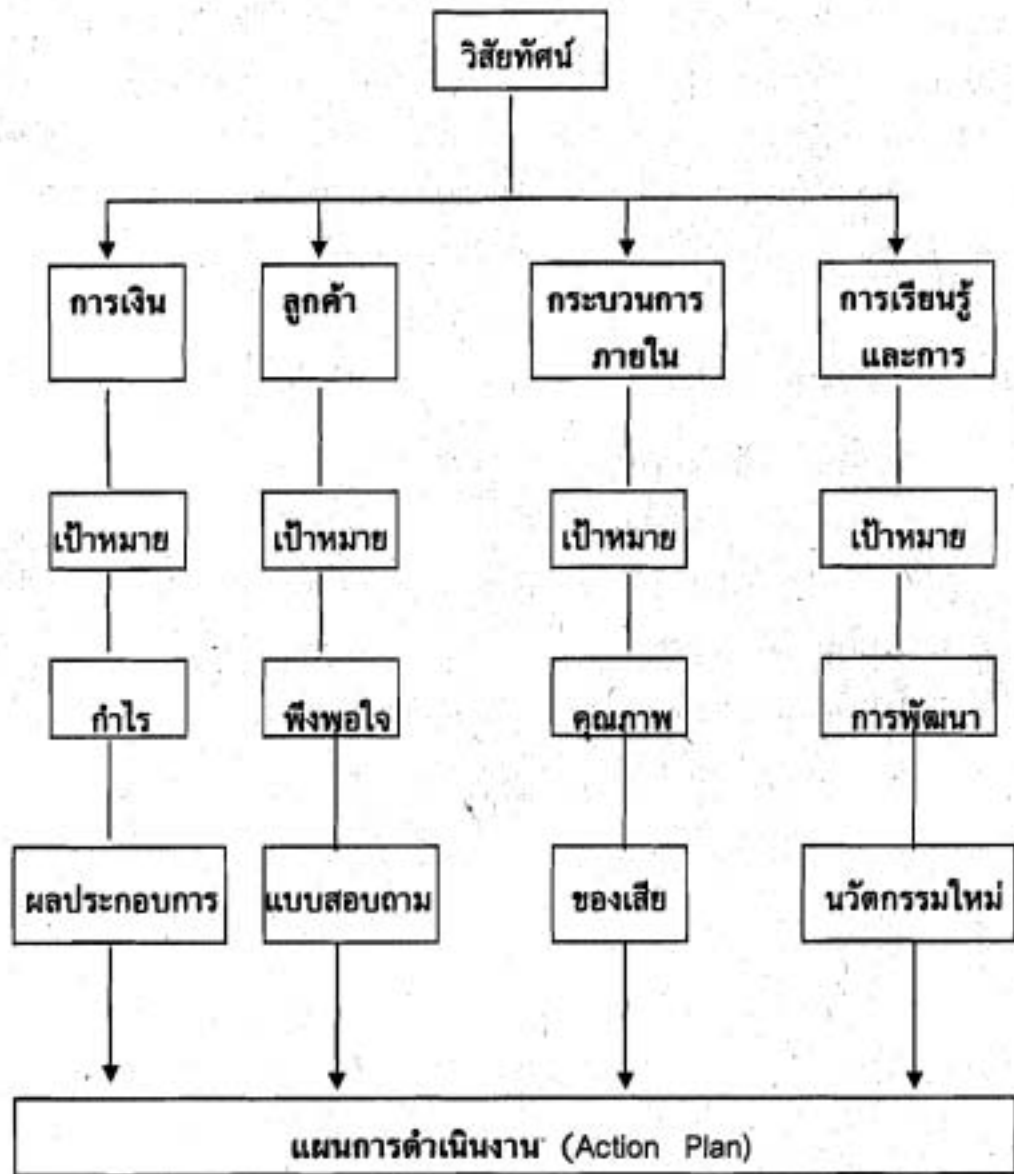 วิสัยทัศน์
การเงิน
ลูกค้า
กระบวนการ
ภายใน
การเรียนรู้
และการ
เป้าหมาย
เป้าหมาย
เป้าหมาย
เป้าหมาย
กำไร
พึงพอใจ
คุณภาพ
การพัฒนา
ผลประกอบการ
แบบสอบถาม
ของเสีย
นวัตกรรมใหม่
แผนการดำเนินงาน (Action Plan)